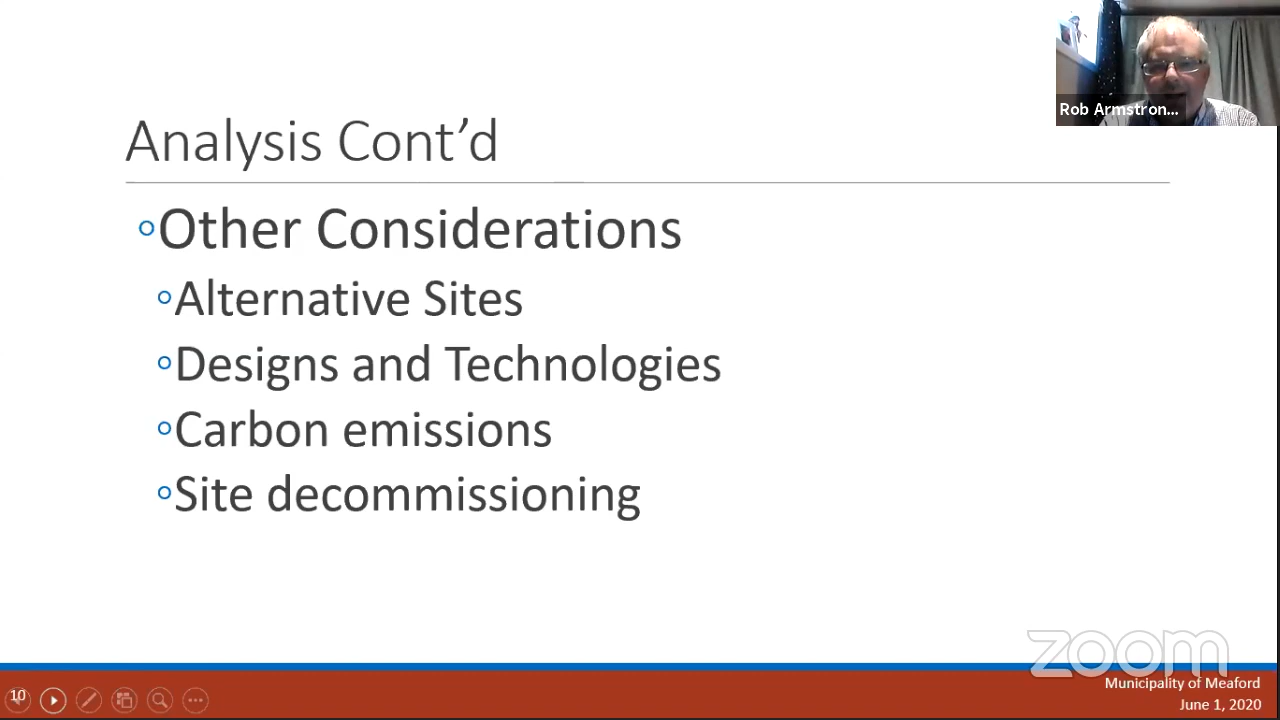 Rob Armstron...
Analysis Cont’d
Other Considerations
Alternative Sites
Designs and Technologies
Carbon emissions
Site decommissioning
zoom
Municipality of Meaford
10
June 1, 2020